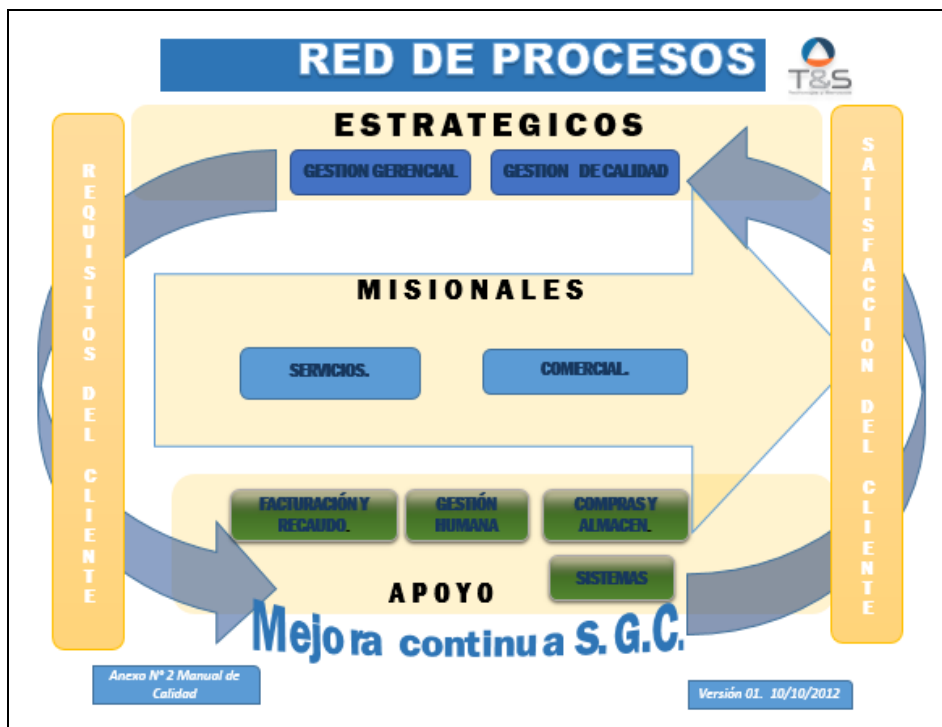 RED DE PROCESOS
T&S
ESTRATEGICOS
GESTION GERENCIAL
GESTION DE CALIDAD
REQUISITOS DEL CLIENTE
SATISFACCION DEL CLIENTE
MISIONALES
SERVICIOS.
COMERCIAL.
FACTURACIÓN Y
RECAUDO.
GESTIÓN
HUMANA
COMPRAS Y
ALMACEN.
SISTEMAS
APOYO
Mejora continua S.G.C.
Anexo N° 2 Manual de
Calidad
Versión 01. 10/10/2012